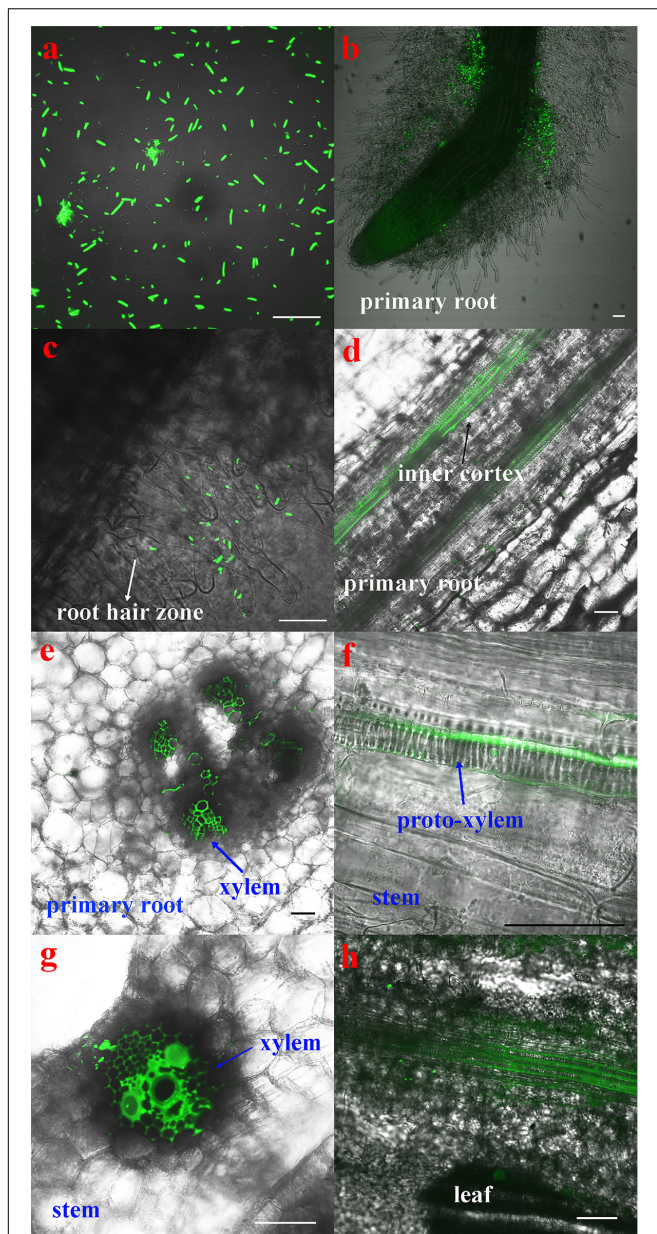 a
b
primary root
c
root hair zone
d
inner cortex
primary root
e
xylem
primary root
f
proto-xylem
stem
g
xylem
stem
h
leaf